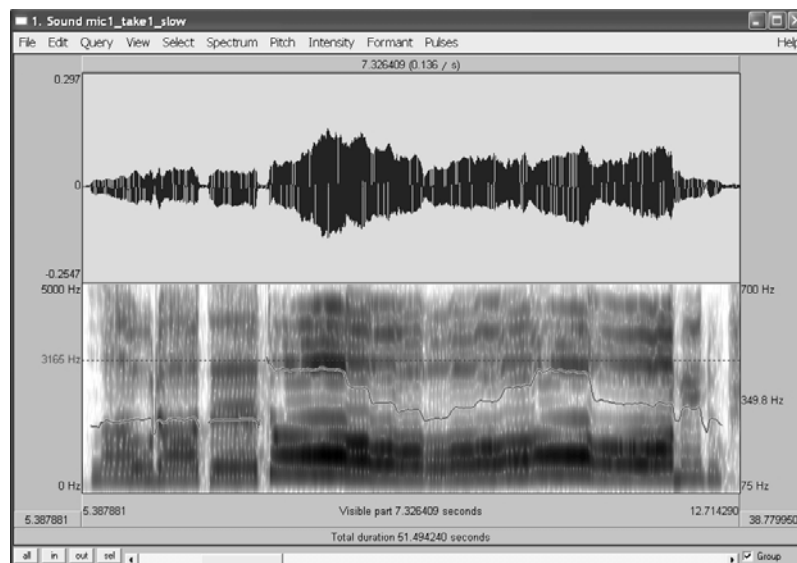 1. Sound mic1_take1_slow
File Edit Query View Select Spectrum Pitch Intensity Formant Pulses Help
7.326409 (0.136 / s)
0.297
0
-0.2547
5000 Hz 700 Hz
3165 Hz
349.8 Hz
0 Hz 75 Hz
5.387881 Visible part 7.326409 seconds 12.714290
5.387881 38.779950
Total duration 51.494240 seconds
all in out sel Group